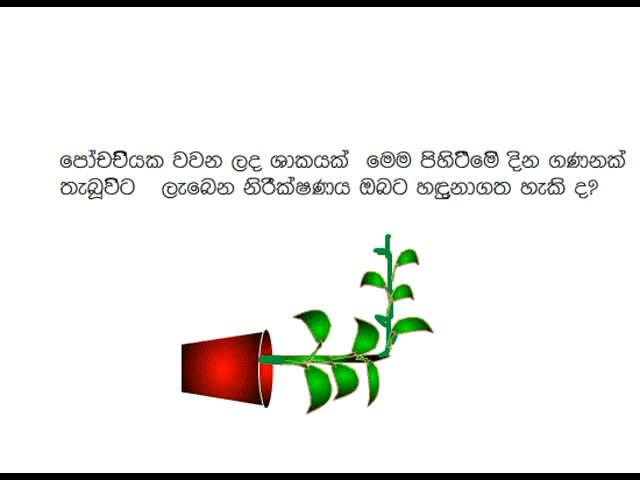 පෝච්චියක වවන ලද ශාකයක් මෙම පිහිටීමේ දින ගණනක්
තැබූවිට ලැබෙන නිරීක්ෂණය ඔබට හඳුනාගත හැකි ද?